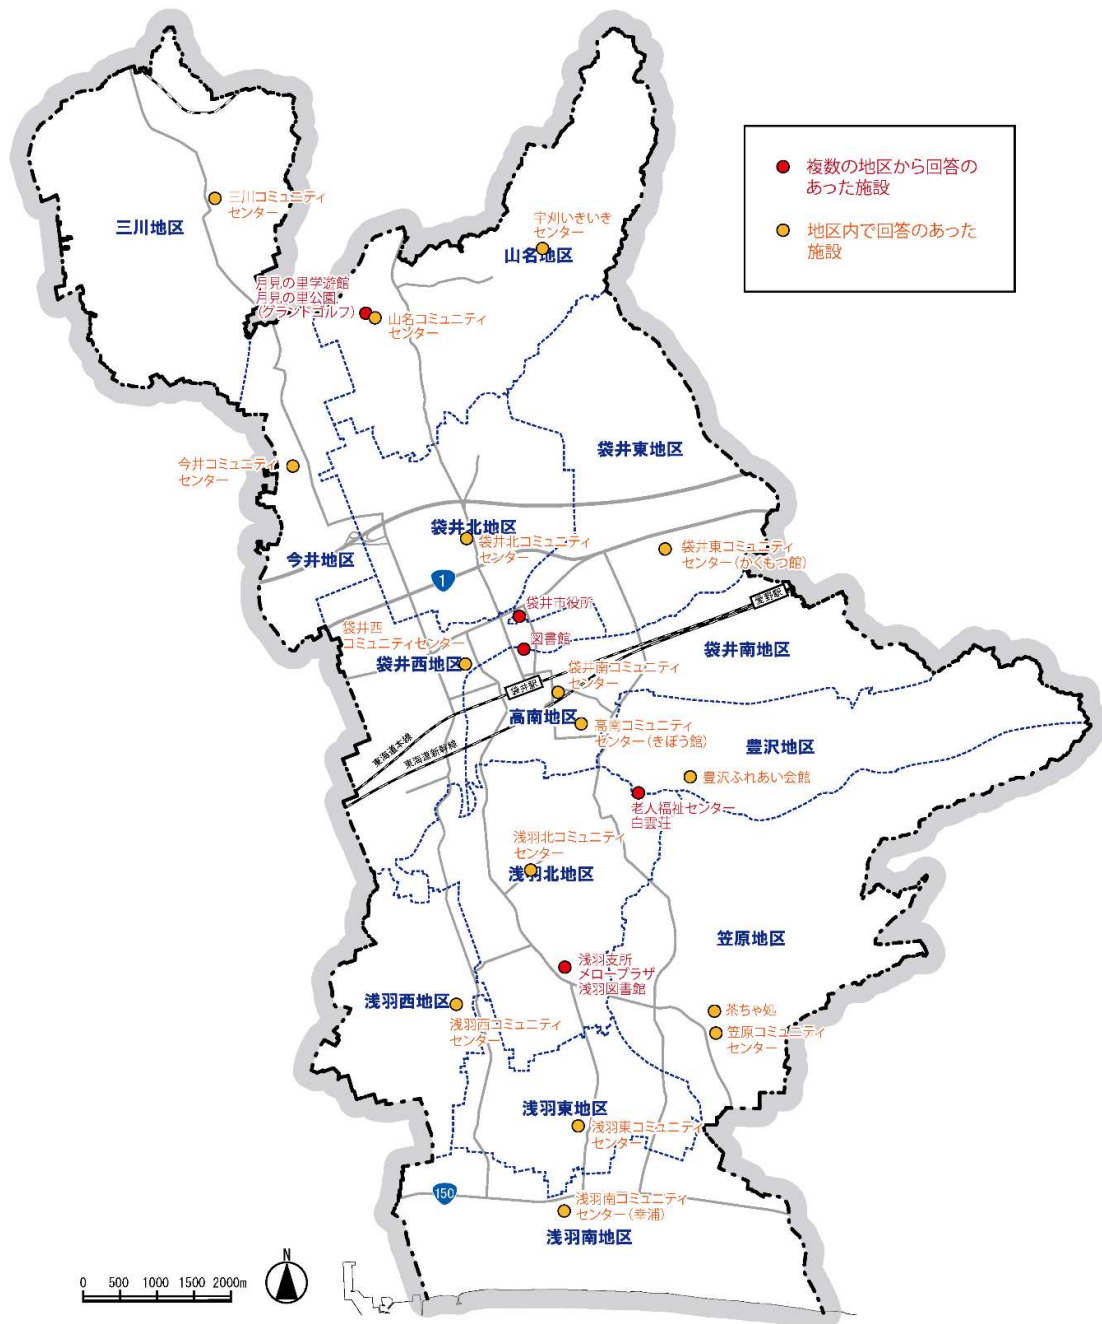 複数の地区から回答の
あった施設
地区内で回答のあった
施設
三川コミュニティ
センター
三川地区
宇刈いきいき
センター
山名地区
月見の里学遊館
月見の里公園
（グランドゴルフ）
山名コミュニティ
センター
袋井東地区
今井コミュニティ
センター
袋井北地区
袋井北コミュニティ
センター
袋井東コミュニティ
センター（かくもつ館）
今井地区
1
愛野駅
袋井市役所
袋井西
コミュニティセンター
図書館
袋井南地区
袋井西地区
袋井南コミュニティ
センター
袋井駅
高南地区
高南コミュニティ
センター（きぼう館）
東海道本線
東海道新幹線
豊沢地区
豊沢ふれあい会館
老人福祉センター
白雲荘
浅羽北コミュニティ
センター
浅羽北地区
笠原地区
浅羽支所
メロープラザ
浅羽図書館
浅羽西地区
浅羽西コミュニティ
センター
茶ちゃ処
笠原コミュニティ
センター
浅羽東地区
浅羽東コミュニティ
センター
150
浅羽南コミュニティ
センター（幸浦）
浅羽南地区
N
0 500 1000 1500 2000m